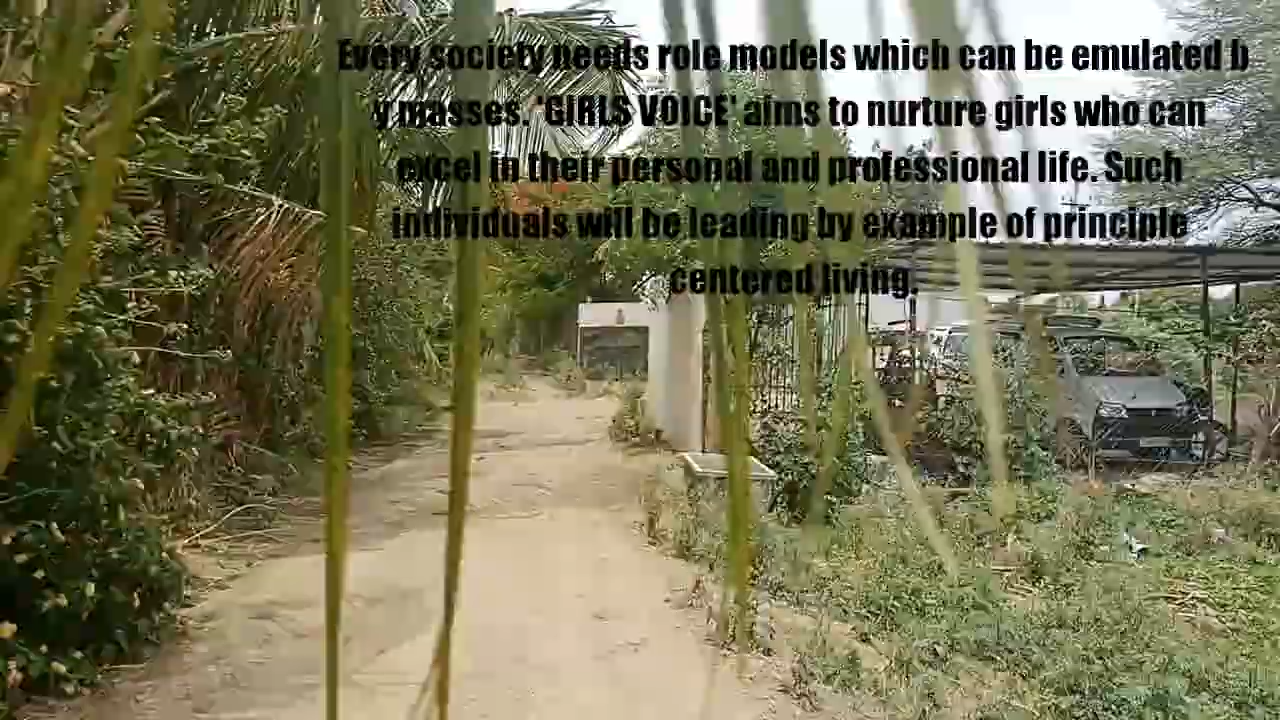 Every society needs role models which can be emulated b
y masses. 'GIRLS VOICE' aims to nurture girls who can
excel in their personal and professional life. Such
individuals will be leading by example of principle
centered living.